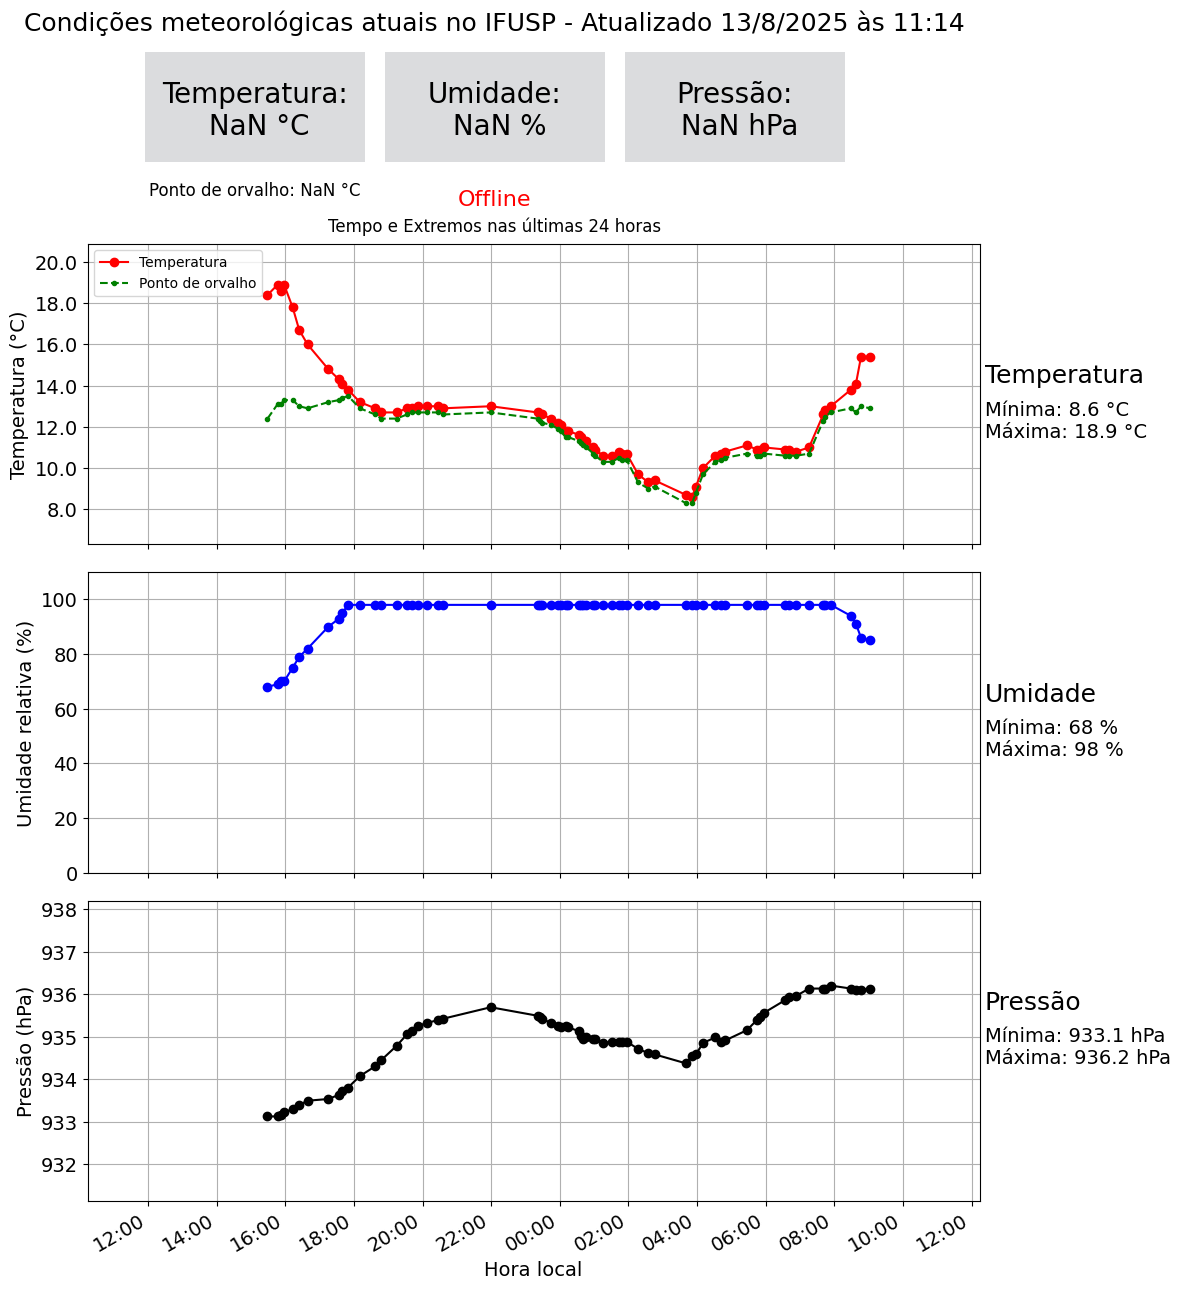 Condições meteorológicas atuais no IFUSP - Atualizado 13/8/2025 às 11:14
Temperatura:
NaN °C
Umidade:
NaN %
Pressão:
NaN hPa
Ponto de orvalho: NaN °C
Offline
Tempo e Extremos nas últimas 24 horas
Temperatura
Ponto de orvalho
Temperatura (°C)
20.0
18.0
16.0
14.0
12.0
10.0
8.0
Temperatura
Mínima: 8.6 °C
Máxima: 18.9 °C
Umidade relativa (%)
100
80
60
40
20
0
Umidade
Mínima: 68 %
Máxima: 98 %
Pressão (hPa)
938
937
936
935
934
933
932
Pressão
Mínima: 933.1 hPa
Máxima: 936.2 hPa
12:00
14:00
16:00
18:00
20:00
22:00
00:00
02:00
04:00
06:00
08:00
10:00
12:00
Hora local